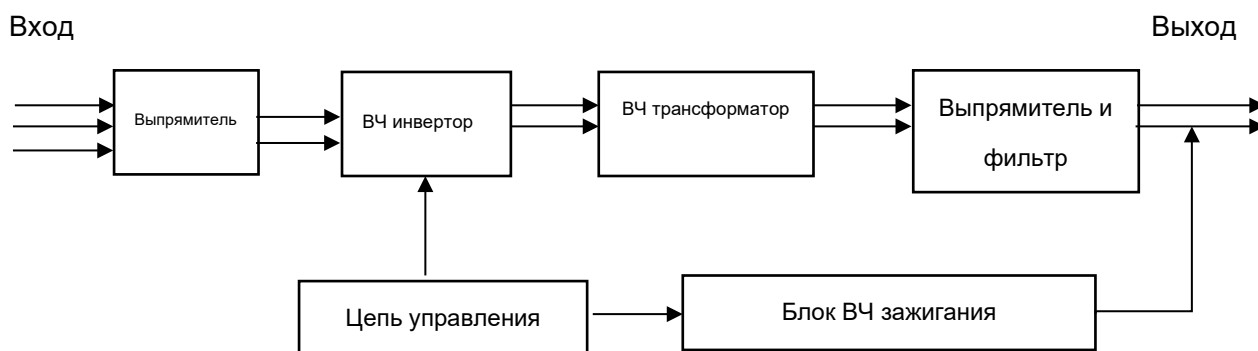 Вход
Выход
Выпрямитель
ВЧ инвертор
ВЧ трансформатор
Выпрямитель и
фильтр
Цепь управления
Блок ВЧ зажигания